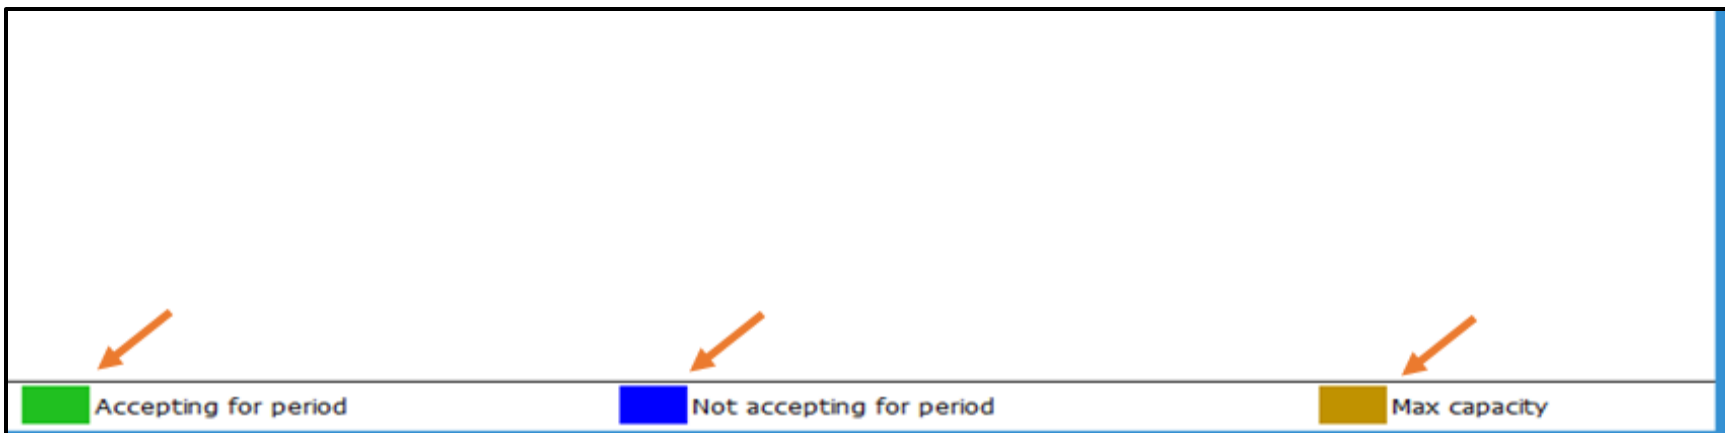 Accepting for period
Not accepting for period
Max capacity